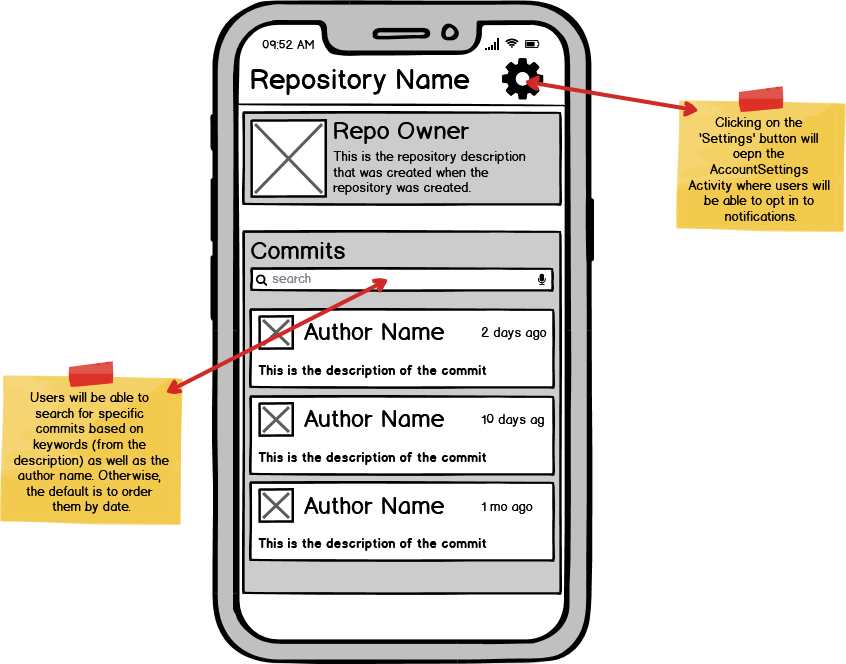 09:52 AM
Repository Name
Repo Owner
This is the repository description
that was created when the
repository was created.
Commits
search
Author Name 2 days ago
This is the description of the commit
Author Name 10 days ag
This is the description of the commit
Author Name 1 mo ago
This is the description of the commit
Clicking on the
'Settings' button will
oepn the
AccountSettings
Activity where users will
be able to opt in to
notifications.
Users will be able to
search for specific
commits based on
keywords (from the
description) as well as the
author name. Otherwise,
the default is to order
them by date.